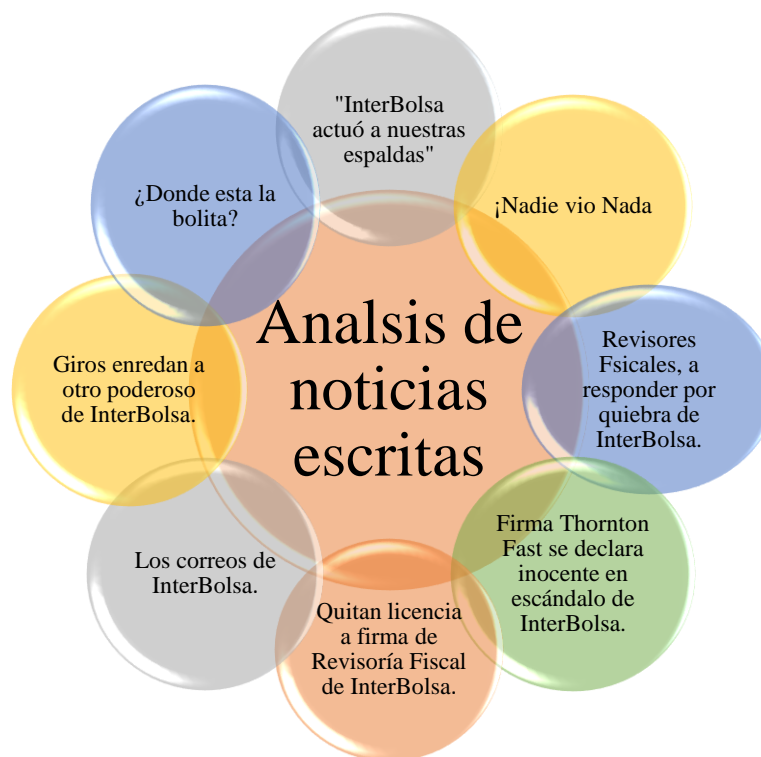 "InterBolsa
actuó a nuestras
espaldas"
¡Nadie vio Nada
Revisores
Fsicales, a
responder por
quiebra de
InterBolsa.
Firma Thornton
Fast se declara
inocente en
escándalo de
InterBolsa.
Quitan licencia
a firma de
Revisoría Fiscal
de InterBolsa.
Los correos de
InterBolsa.
Giros enredan a
otro poderoso
de InterBolsa.
¿Donde esta la
bolita?
Analsis de
noticias
escritas